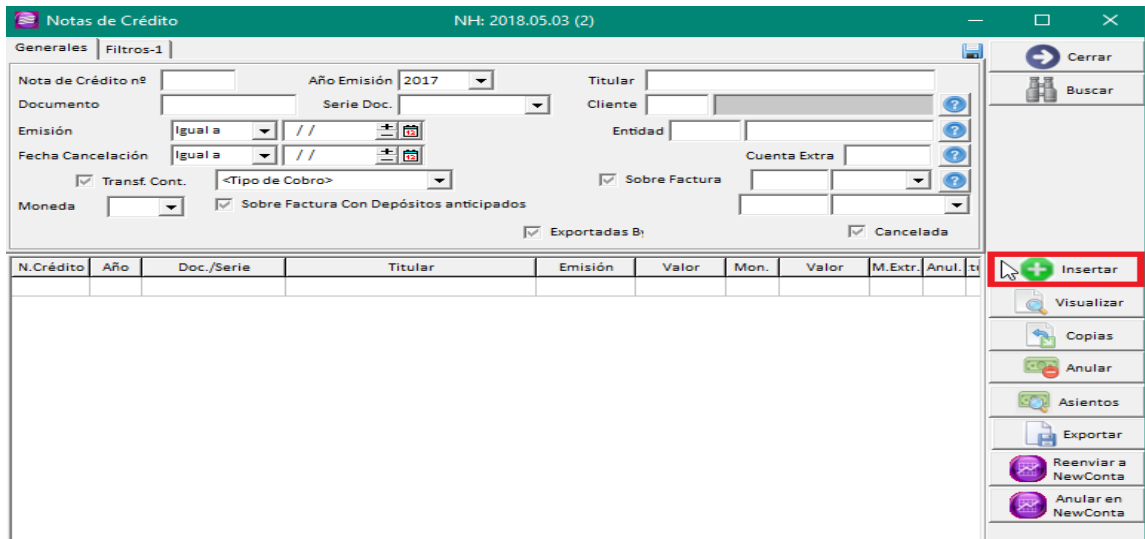 Notas de Crédito NH: 2018.05.03 (2)
Generales Filtros-1
Nota de Crédito nº Año Emisión 2017 Titular
Documento Serie Doc. Cliente
Emisión Igual a / / Entidad
Fecha Cancelación Igual a / / Cuenta Extra
Transf. Cont. <Tipo de Cobro> Sobre Factura
Moneda Sobre Factura Con Depósitos anticipados
Exportadas By Cancelada
N.Crédito Año Doc./Serie Titular Emisión Valor Mon. Valor M.Extr. Anul.
Cerrar
Buscar
Insertar
Visualizar
Copias
Anular
Asientos
Exportar
Reenviar a
NewConta
Anular en
NewConta